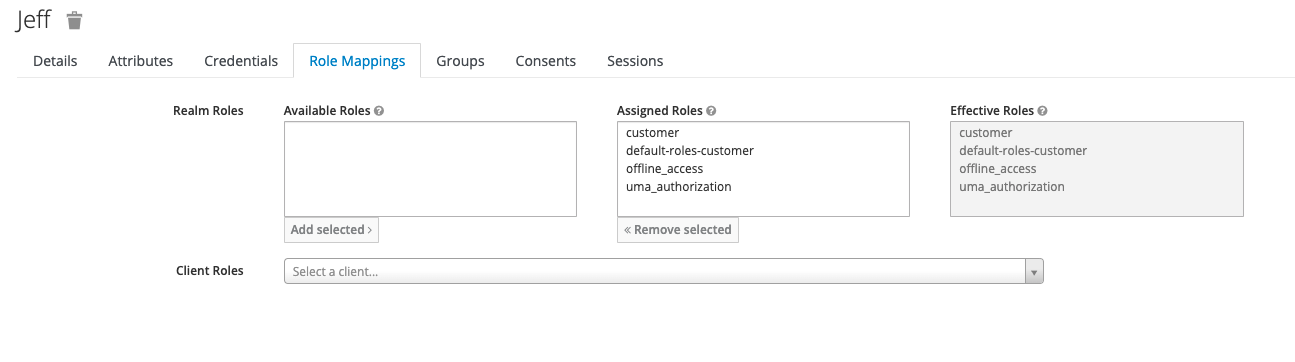 Jeff
Details Attributes Credentials Role Mappings Groups Consents Sessions
Realm Roles Available Roles Assigned Roles Effective Roles
customer customer
default-roles-customer default-roles-customer
offline_access offline_access
uma_authorization uma_authorization
Add selected › « Remove selected
Client Roles Select a client...